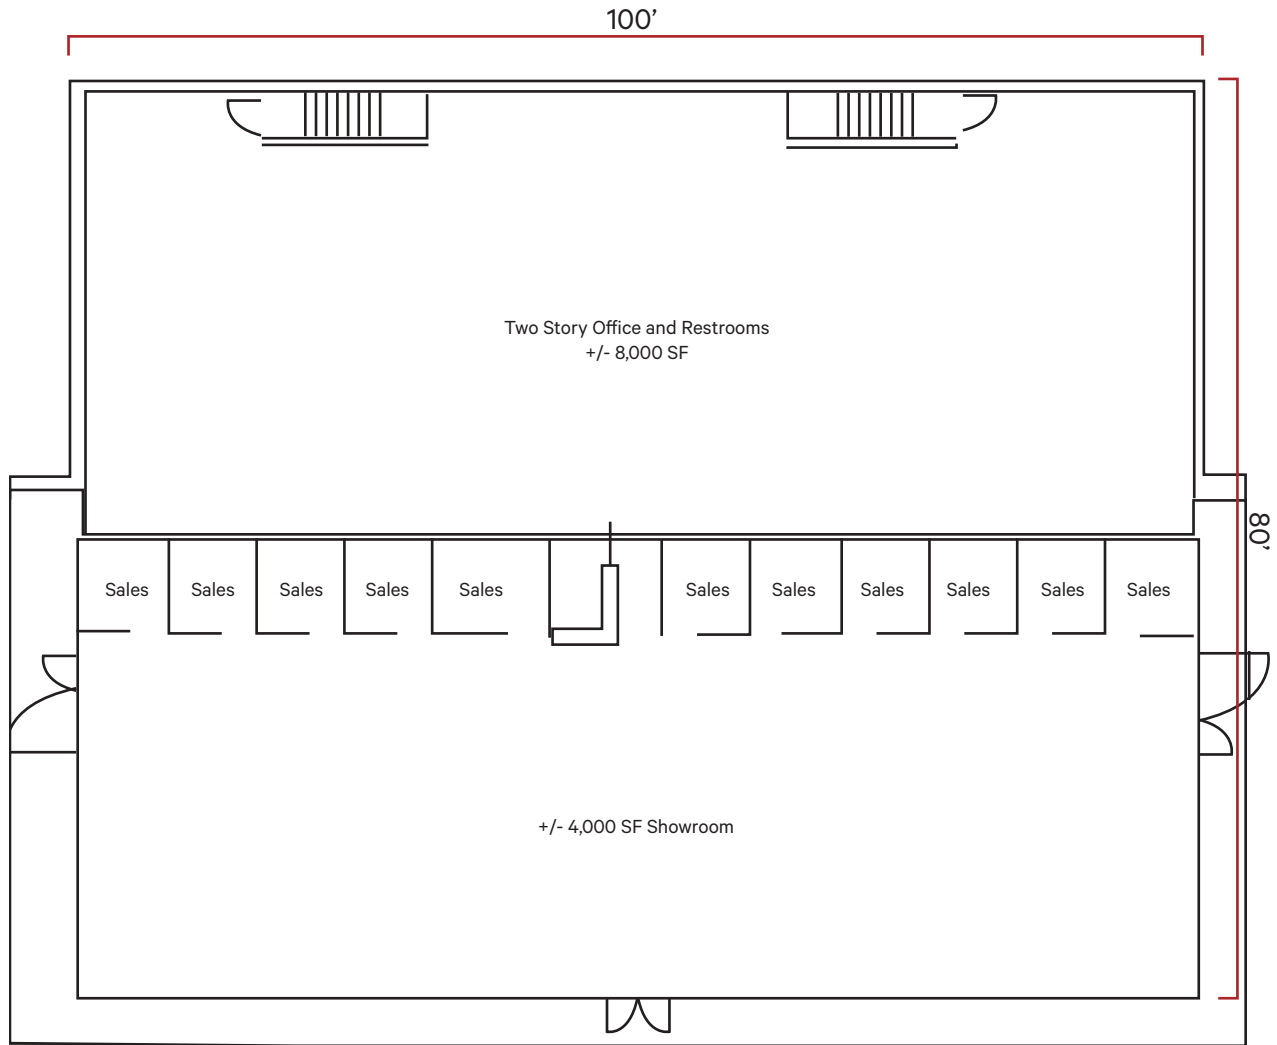 100’
Two Story Office and Restrooms
+/- 8,000 SF
80’
Sales Sales Sales Sales Sales Sales Sales Sales Sales Sales Sales
+/- 4,000 SF Showroom